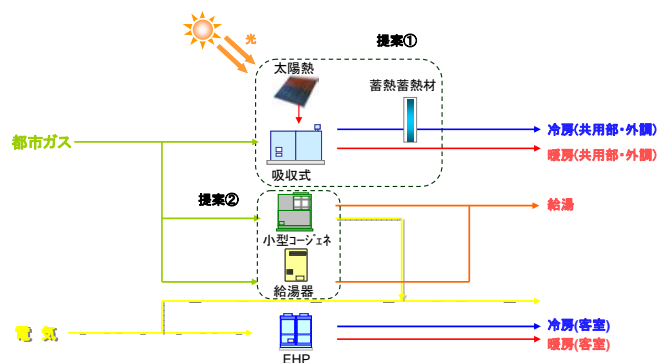 光
提案①
太陽熱
蓄熱蓄熱材
冷房(共用部・外調)
都市ガス
暖房(共用部・外調)
吸収式
提案②
給湯
小型コージェネ
給湯器
電 気
冷房(客室)
暖房(客室)
EHP